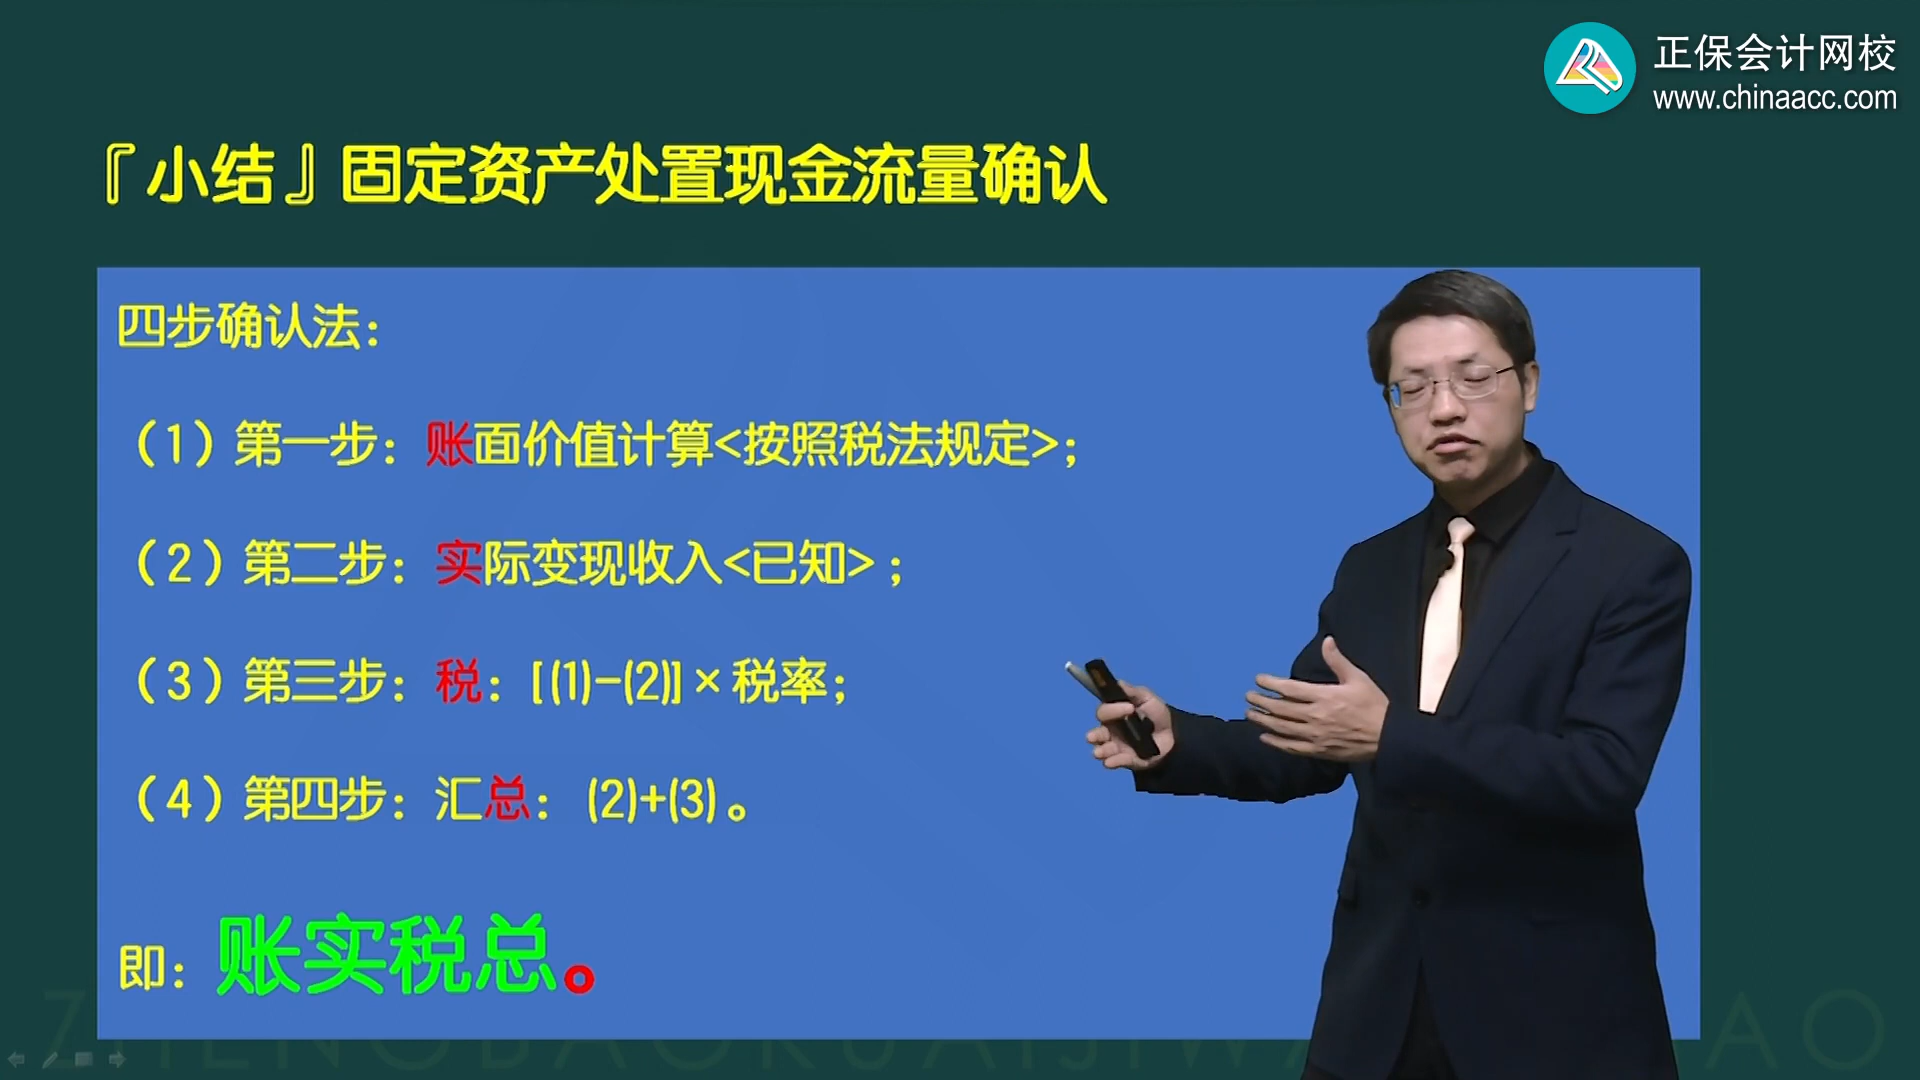 正保会计网校
www.chinaacc.com
『小结』固定资产处置现金流量确认
四步确认法：
（1）第一步：账面价值计算<按照税法规定>；
（2）第二步：实际变现收入<已知>；
（3）第三步：税：[(1)-(2)]×税率；
（4）第四步：汇总：(2)+(3)。
即：账实税总。